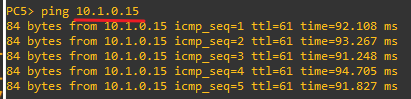 PC5> ping 10.1.0.15
84 bytes from 10.1.0.15 icmp_seq=1 ttl=61 time=92.108 ms
84 bytes from 10.1.0.15 icmp_seq=2 ttl=61 time=93.267 ms
84 bytes from 10.1.0.15 icmp_seq=3 ttl=61 time=91.248 ms
84 bytes from 10.1.0.15 icmp_seq=4 ttl=61 time=94.705 ms
84 bytes from 10.1.0.15 icmp_seq=5 ttl=61 time=91.827 ms